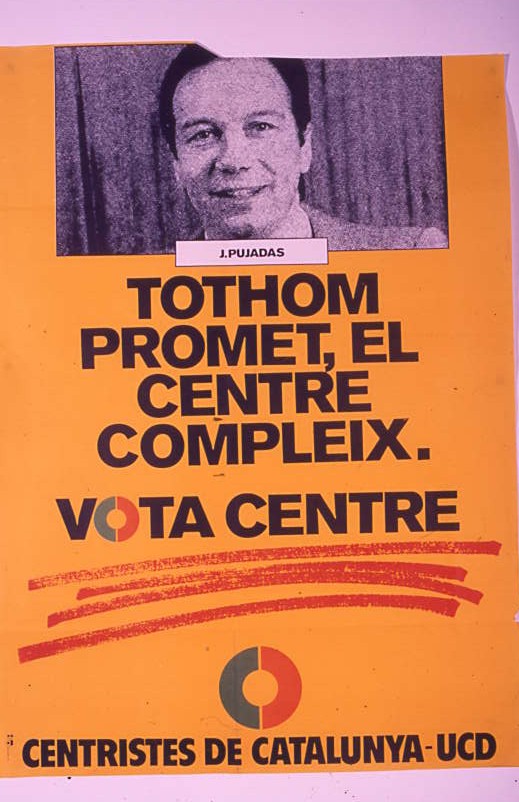 J.PUJADAS
TOTHOM
PROMET, EL
CENTRE
COMPLEIX.
VOTA CENTRE
CENTRISTES DE CATALUNYA-UCD